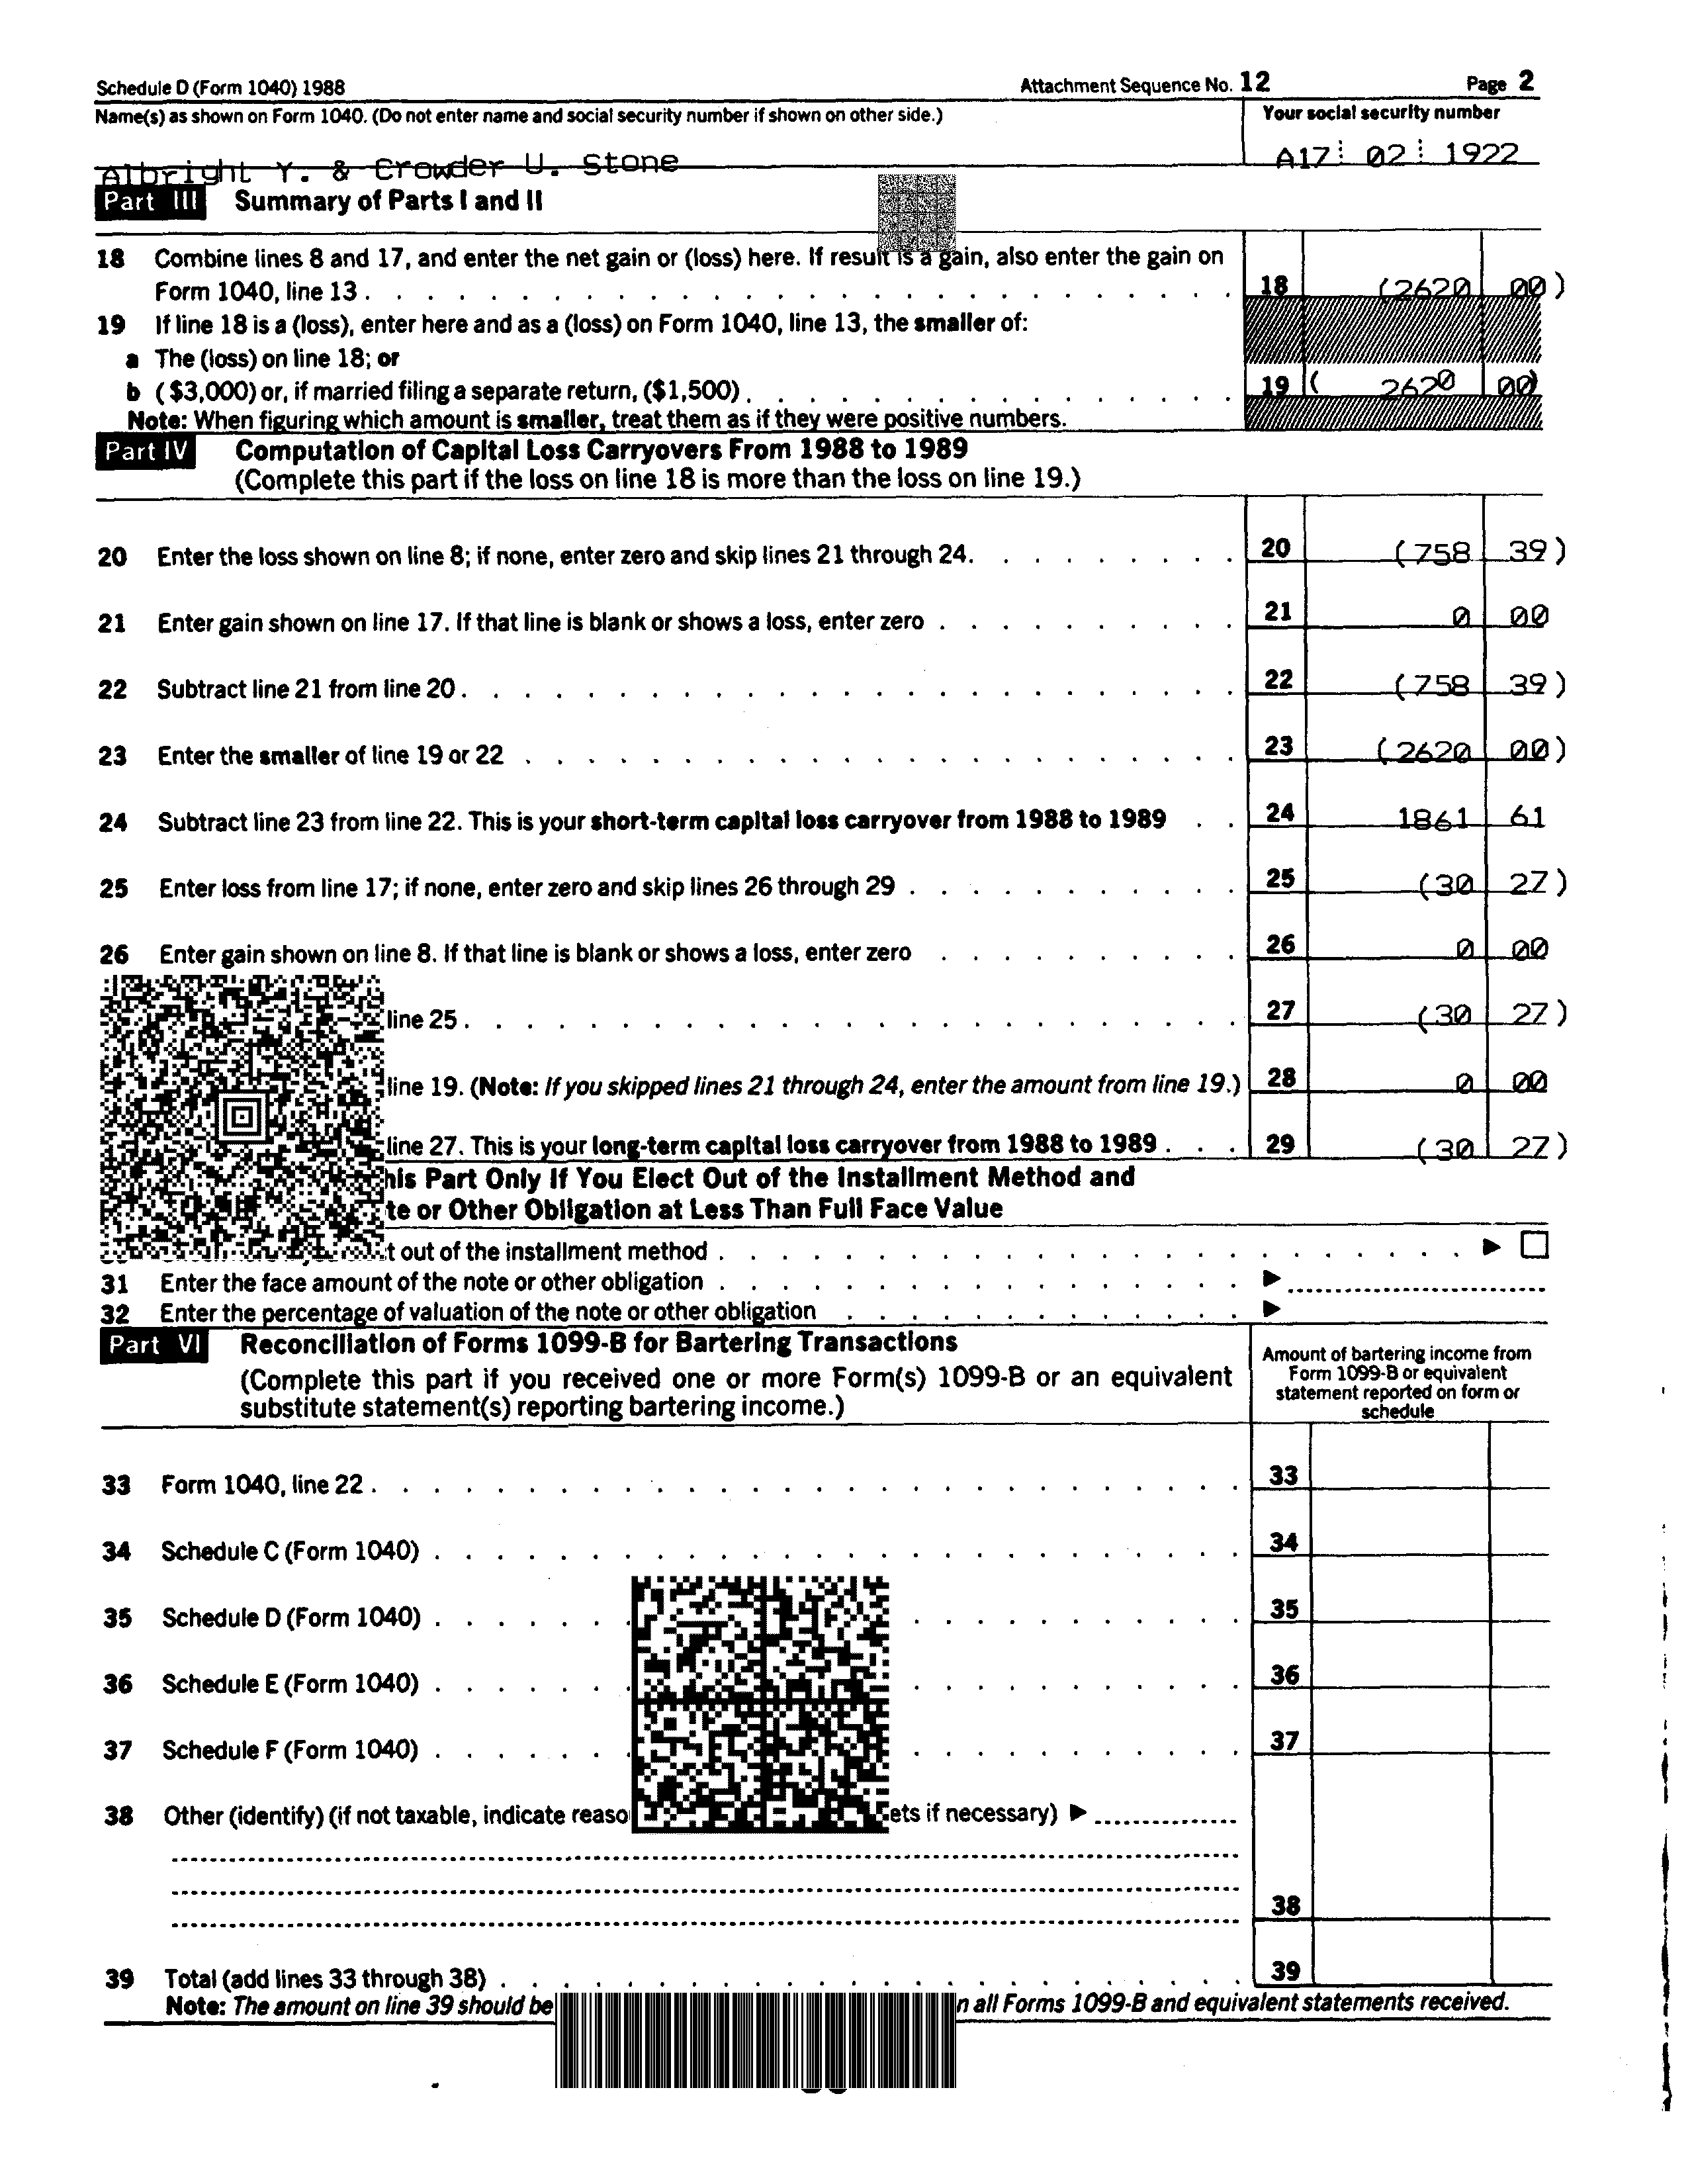 Schedule D (Form 1040) 1988 Attachment Sequence No. 12 Page 2
Name(s) as shown on Form 1040. (Do not enter name and social security number if shown on other side.) Your social security number
Albright Y. & Crowder U. Stone A17 02 1922
Part III Summary of Parts I and II
18 Combine lines 8 and 17, and enter the net gain or (loss) here. If result is a gain, also enter the gain on
Form 1040, line 13 . . . . 18 (2620 00)
19 If line 18 is a (loss), enter here and as a (loss) on Form 1040, line 13, the smaller of:
a The (loss) on line 18; or
b ($3,000) or, if married filing a separate return, ($1,500) . . . . 19 ( 2620 00)
Note: When figuring which amount is smaller, treat them as if they were positive numbers.
Part IV Computation of Capital Loss Carryovers From 1988 to 1989
(Complete this part if the loss on line 18 is more than the loss on line 19.)
20 Enter the loss shown on line 8; if none, enter zero and skip lines 21 through 24. . . . . 20 (758 39)
21 Enter gain shown on line 17. If that line is blank or shows a loss, enter zero . . . . 21 0 00
22 Subtract line 21 from line 20 . . . . 22 (758 39)
23 Enter the smaller of line 19 or 22 . . . . 23 (2620 00)
24 Subtract line 23 from line 22. This is your short-term capital loss carryover from 1988 to 1989 . . 24 1861 61
25 Enter loss from line 17; if none, enter zero and skip lines 26 through 29 . . . . 25 (30 27)
26 Enter gain shown on line 8. If that line is blank or shows a loss, enter zero . . . . 26 0 00
line 25 . . . . 27 (30 27)
line 19. (Note: If you skipped lines 21 through 24, enter the amount from line 19.) 28 0 00
line 27. This is your long-term capital loss carryover from 1988 to 1989 . . . 29 (30 27)
his Part Only If You Elect Out of the Installment Method and
te or Other Obligation at Less Than Full Face Value
t out of the installment method . . . . ▶ ☐
31 Enter the face amount of the note or other obligation . . . . ▶
32 Enter the percentage of valuation of the note or other obligation . . . . ▶
Part VI Reconciliation of Forms 1099-B for Bartering Transactions
(Complete this part if you received one or more Form(s) 1099-B or an equivalent
substitute statement(s) reporting bartering income.)
Amount of bartering income from
Form 1099-B or equivalent
statement reported on form or
schedule
33 Form 1040, line 22 . . . . 33
34 Schedule C (Form 1040) . . . . 34
35 Schedule D (Form 1040) . . . . 35
36 Schedule E (Form 1040) . . . . 36
37 Schedule F (Form 1040) . . . . 37
38 Other (identify) (if not taxable, indicate reaso ets if necessary) ▶
38
39 Total (add lines 33 through 38) . . . . 39
Note: The amount on line 39 should be n all Forms 1099-B and equivalent statements received.